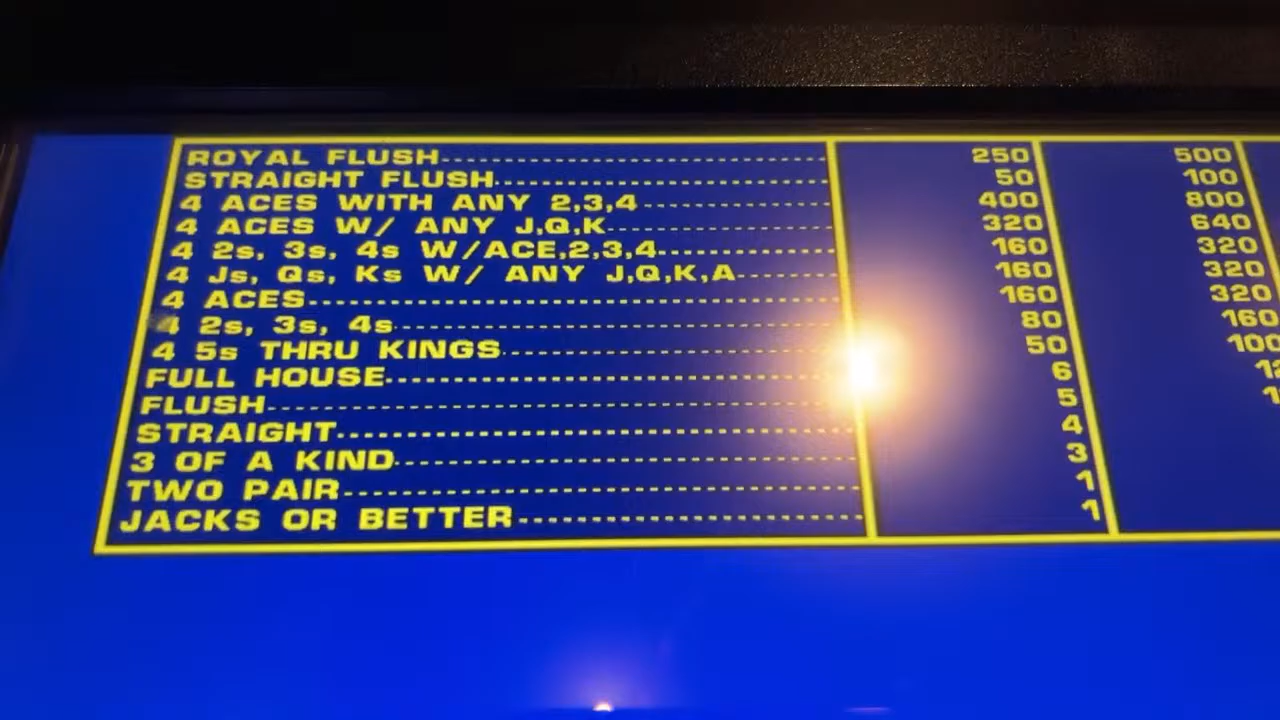 ROYAL FLUSH 250 500
STRAIGHT FLUSH 50 100
4 ACES WITH ANY 2,3,4 400 800
4 ACES W/ ANY J,Q,K 320 640
4 2s, 3s, 4s W/ACE,2,3,4 160 320
4 Js, Qs, Ks W/ ANY J,Q,K,A 160 320
4 ACES 160 320
4 2s, 3s, 4s 80 160
4 5s THRU KINGS 50 100
FULL HOUSE 6
FLUSH 5
STRAIGHT 4
3 OF A KIND 3
TWO PAIR 1
JACKS OR BETTER 1